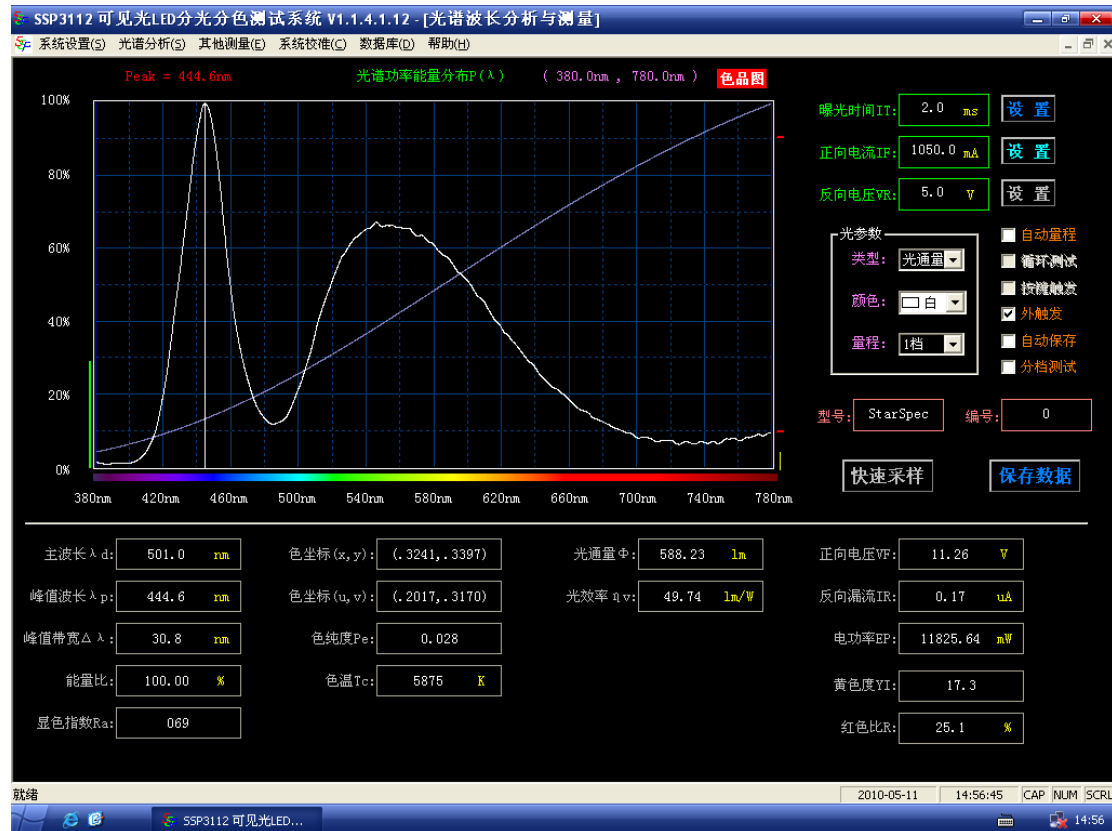 SSP3112 可见光LED分光分色测试系统 V1.1.4.1.12 - [光谱波长分析与测量]
系统设置(S) 光谱分析(S) 其他测量(E) 系统校准(C) 数据库(D) 帮助(H)
Peak = 444.6nm 光谱功率能量分布P(λ) ( 380.0nm , 780.0nm ) 色品图
100%
80%
60%
40%
20%
0%
380nm 420nm 460nm 500nm 540nm 580nm 620nm 660nm 700nm 740nm 780nm
曝光时间IT: 2.0 ms 设 置
正向电流IF: 1050.0 mA 设 置
反向电压VR: 5.0 V 设 置
光参数
类型: 光通量
颜色: 白
量程: 1档
自动量程
循环测试
按键触发
外触发
自动保存
分档测试
型号: StarSpec 编号: 0
快速采样 保存数据
主波长λd: 501.0 nm 色坐标(x,y): (.3241,.3397) 光通量Φ: 588.23 lm 正向电压VF: 11.26 V
峰值波长λp: 444.6 nm 色坐标(u,v): (.2017,.3170) 光效率ηv: 49.74 lm/W 反向漏流IR: 0.17 uA
峰值带宽△λ: 30.8 nm 色纯度Pe: 0.028 电功率EP: 11825.64 mW
能量比: 100.00 % 色温Tc: 5875 K 黄色度YI: 17.3
显色指数Ra: 069 红色比R: 25.1 %
就绪 2010-05-11 14:56:45 CAP NUM SCRL
SSP3112 可见光LED... 14:56